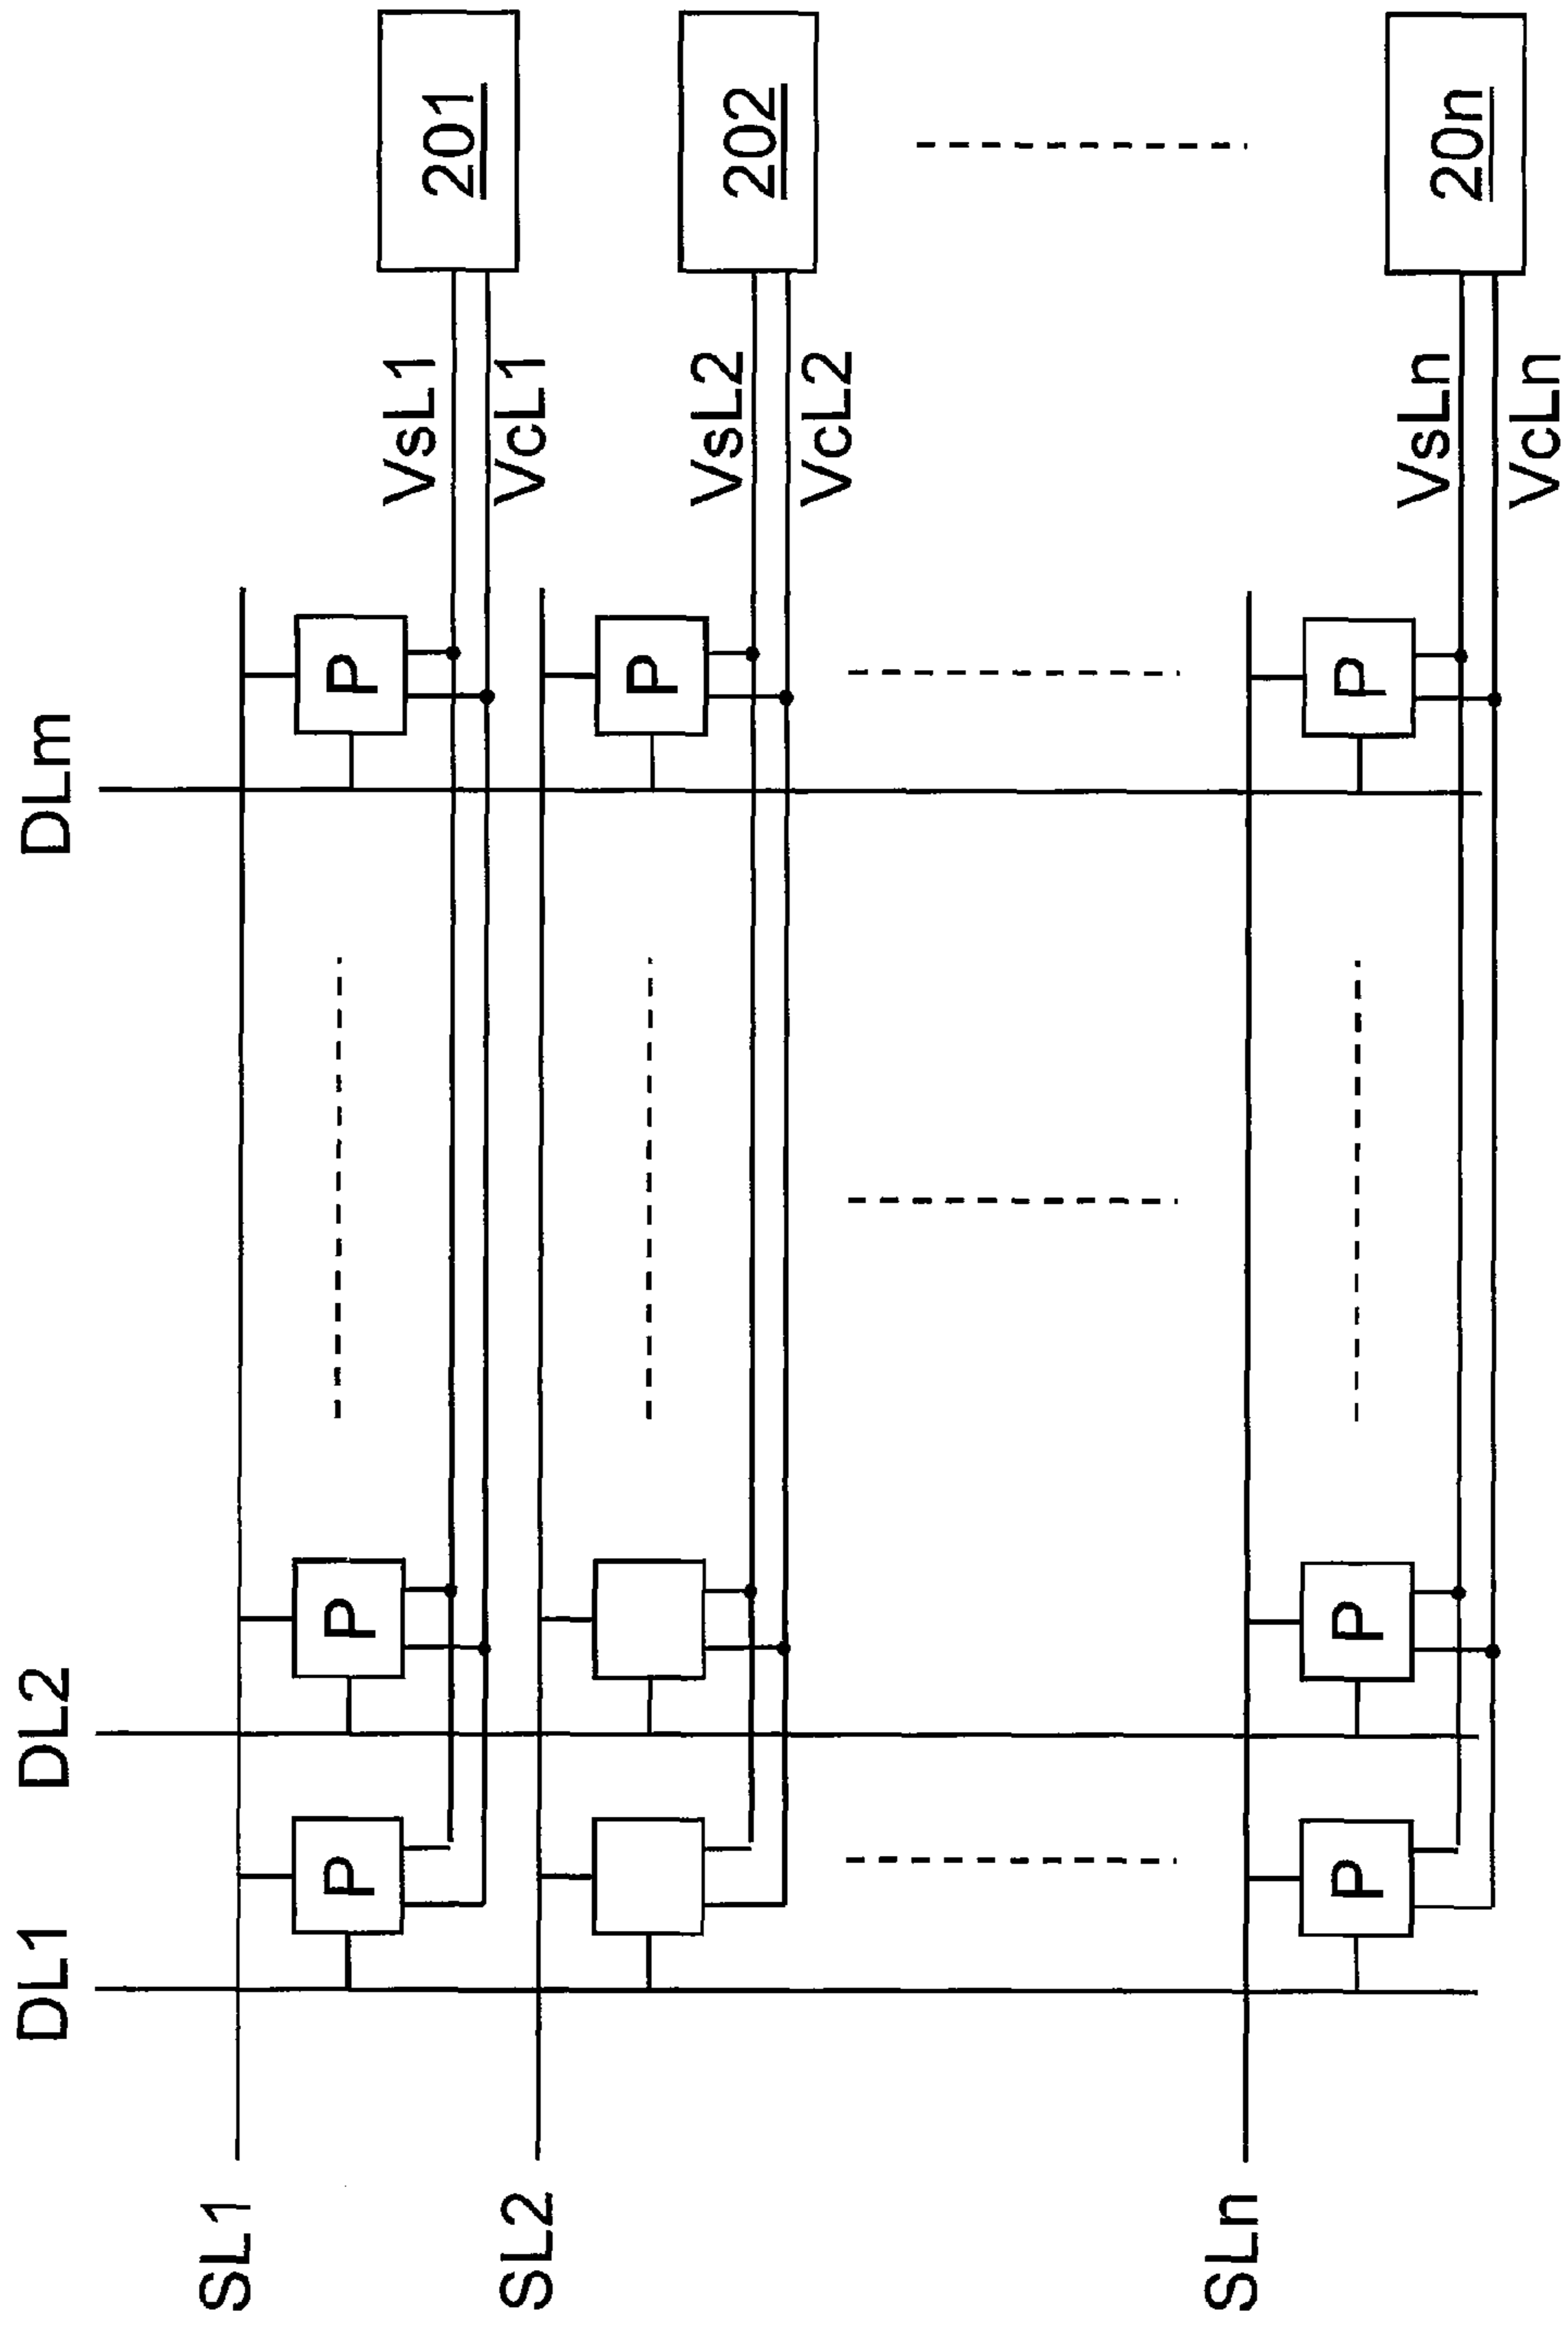 DL1 DL2 DLm
SL1
P P P
VsL1
VcL1
201
SL2
P
VsL2
VcL2
202
SLn
P P P
VsLn
VcLn
20n